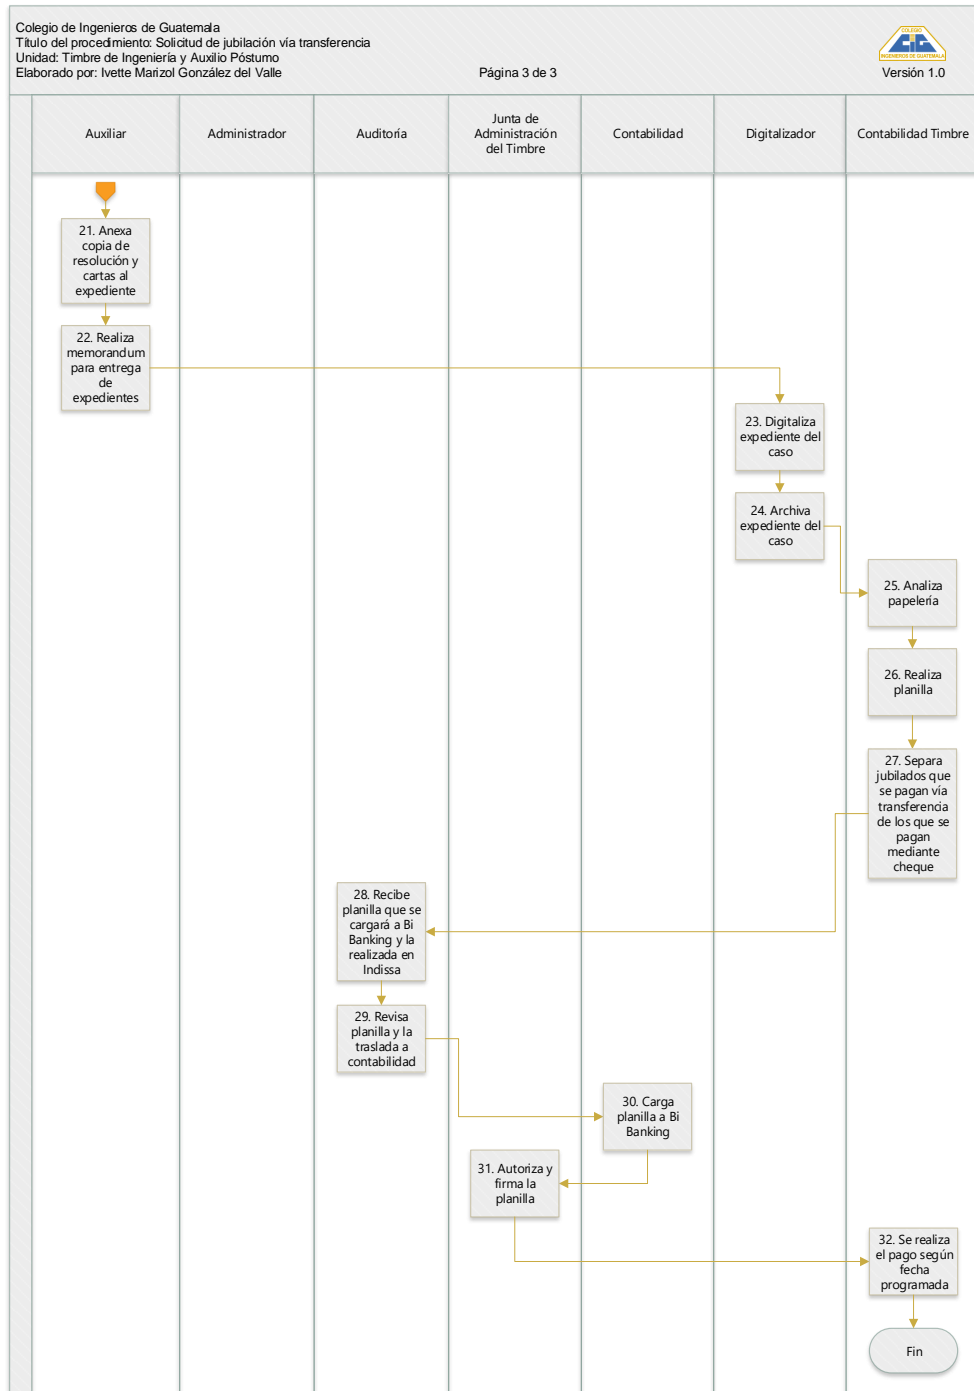 Colegio de Ingenieros de Guatemala
Título del procedimiento: Solicitud de jubilación vía transferencia
Unidad: Timbre de Ingeniería y Auxilio Póstumo
Elaborado por: Ivette Marizol González del Valle
Página 3 de 3
COLEGIO
CIG
INGENIEROS DE GUATEMALA
Versión 1.0
Auxiliar
Administrador
Auditoría
Junta de
Administración
del Timbre
Contabilidad
Digitalizador
Contabilidad Timbre
21. Anexa
copia de
resolución y
cartas al
expediente
22. Realiza
memorandum
para entrega
de
expedientes
23. Digitaliza
expediente del
caso
24. Archiva
expediente del
caso
25. Analiza
papelería
26. Realiza
planilla
27. Separa
jubilados que
se pagan vía
transferencia
de los que se
pagan
mediante
cheque
28. Recibe
planilla que se
cargará a Bi
Banking y la
realizada en
Indissa
29. Revisa
planilla y la
traslada a
contabilidad
30. Carga
planilla a Bi
Banking
31. Autoriza y
firma la
planilla
32. Se realiza
el pago según
fecha
programada
Fin